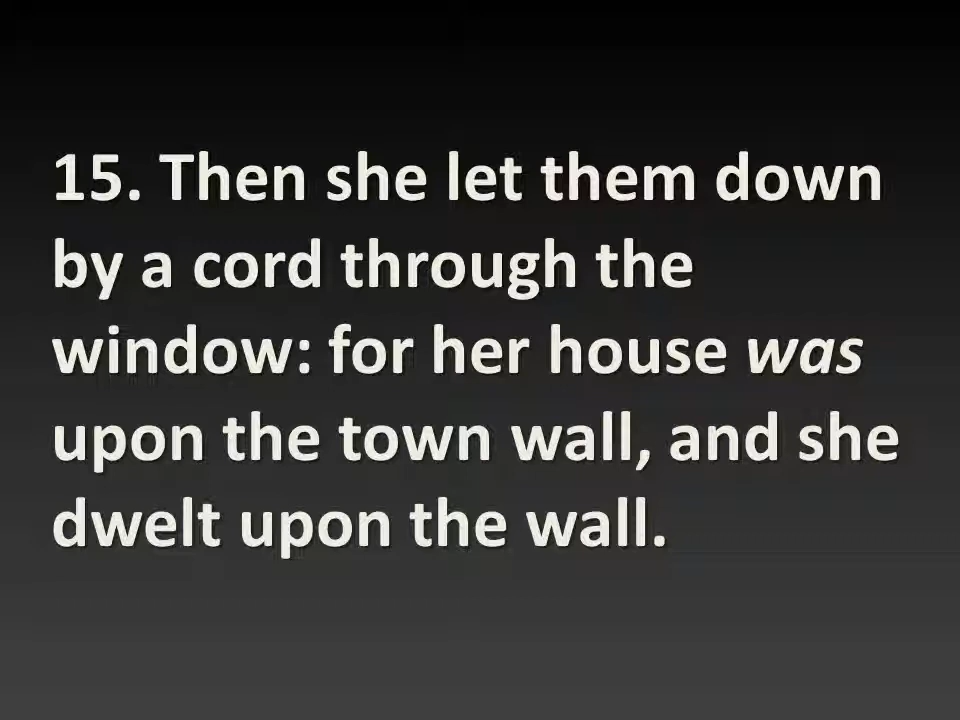 15. Then she let them down
by a cord through the
window: for her house was
upon the town wall, and she
dwelt upon the wall.